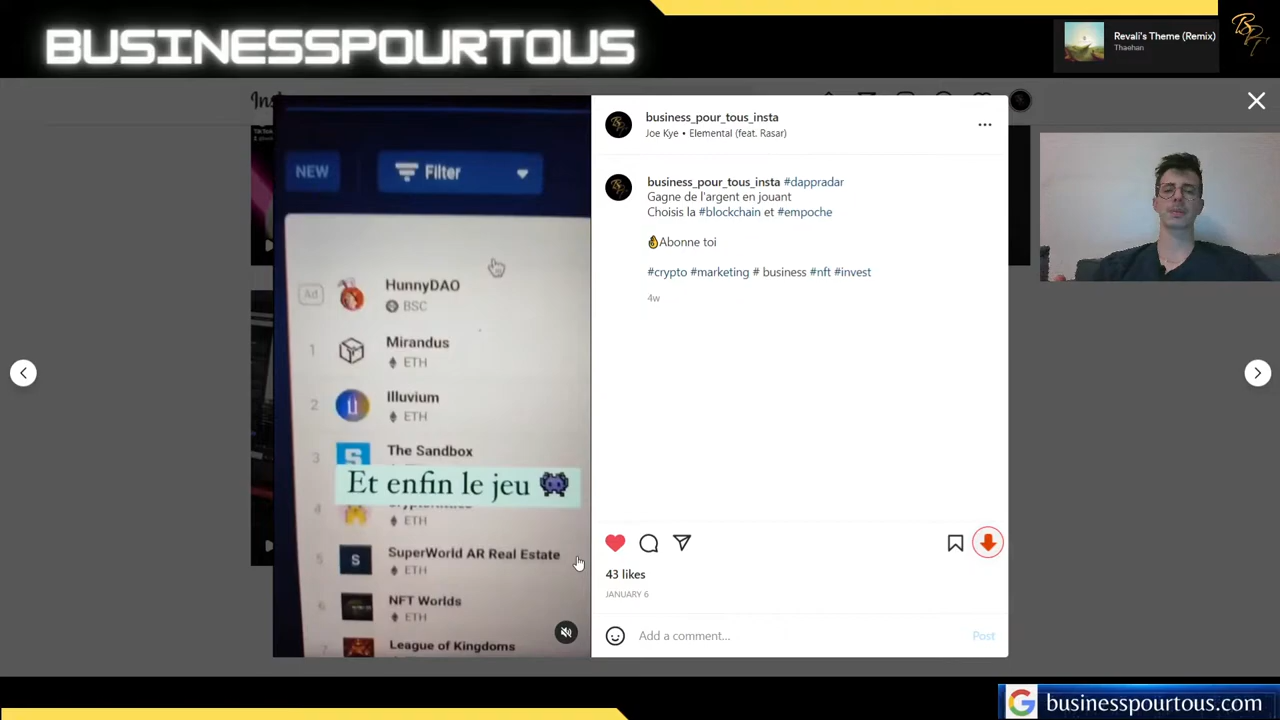 BUSINESSPOURTOUS
Revali's Theme (Remix)
Thaehan
NEW
Filter
Ad
HunnyDAO
BSC
1
Mirandus
ETH
2
Illuvium
ETH
3
The Sandbox
Et enfin le jeu
4
ETH
5
SuperWorld AR Real Estate
ETH
6
NFT Worlds
ETH
7
League of Kingdoms
business_pour_tous_insta
Joe Kye • Elemental (feat. Rasar)
business_pour_tous_insta #dappradar
Gagne de l'argent en jouant
Choisis la #blockchain et #empoche
Abonne toi
#crypto #marketing # business #nft #invest
4w
43 likes
JANUARY 6
Add a comment...
Post
businesspourtous.com